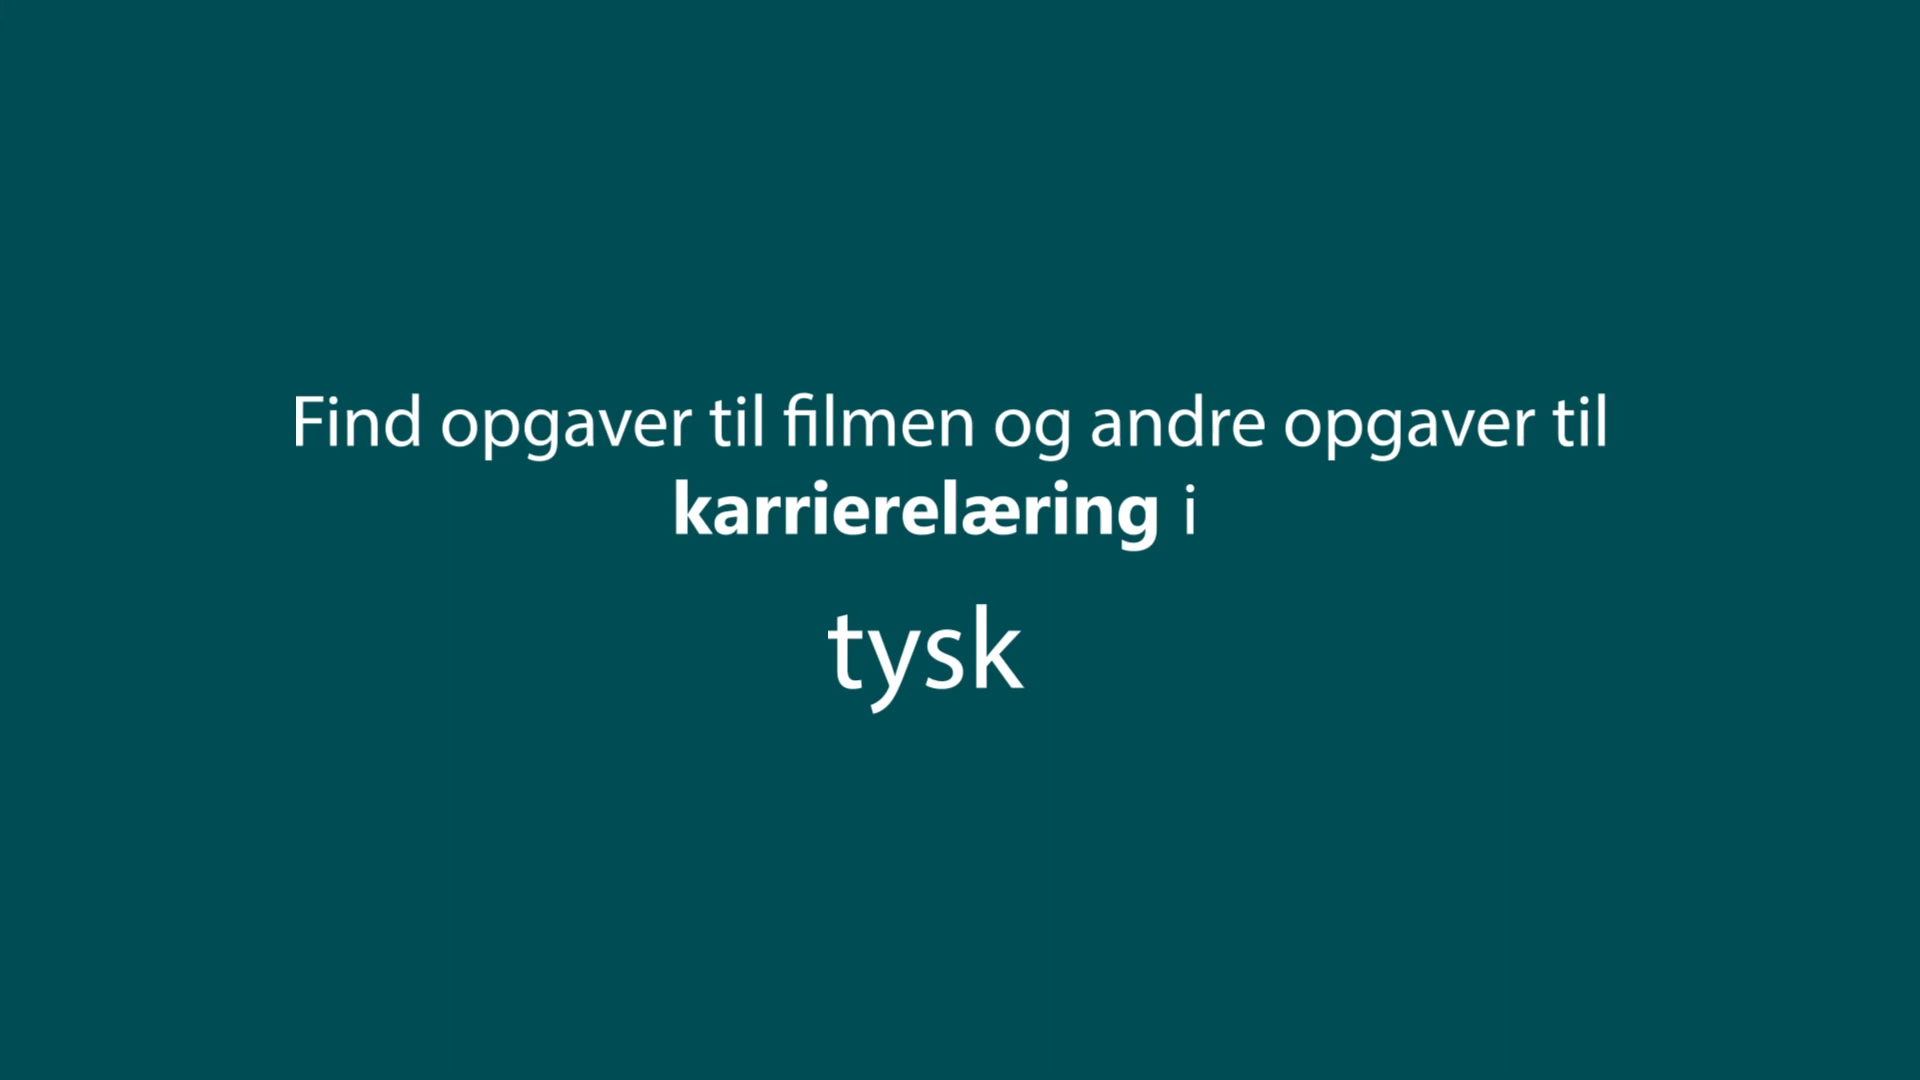 Find opgaver til filmen og andre opgaver til
karrierelæring i
tysk